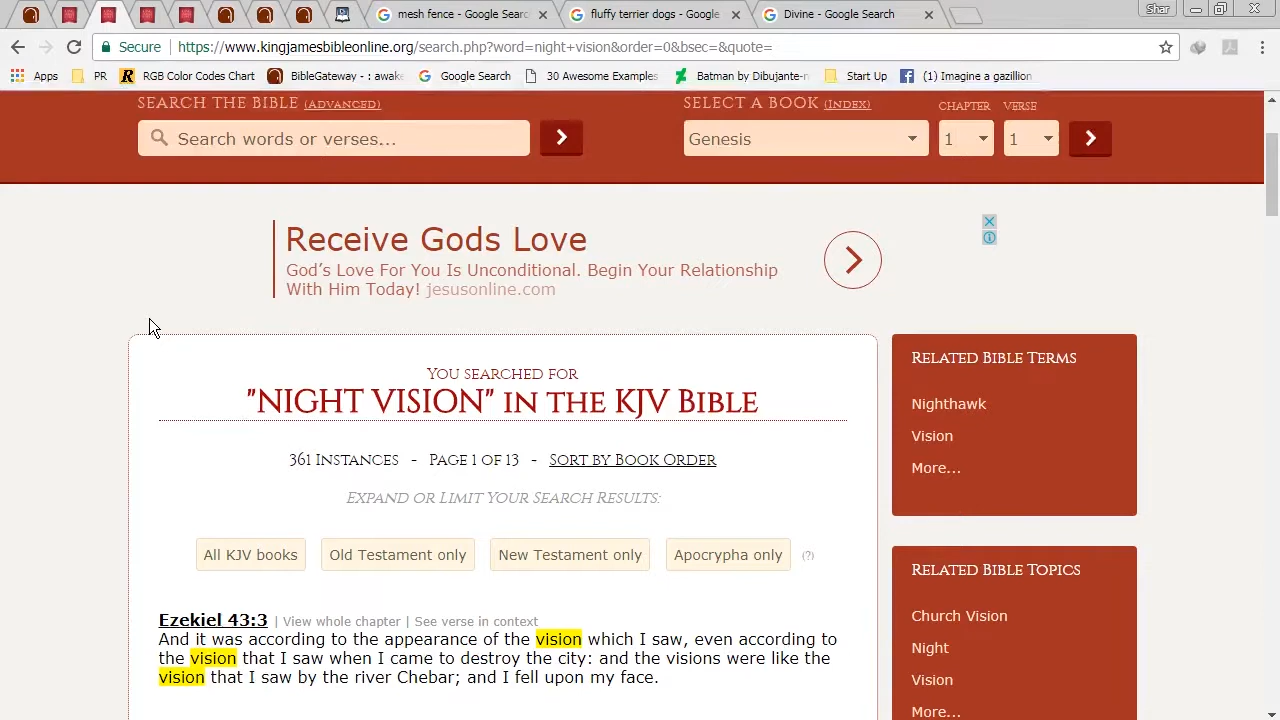 mesh fence - Google Searc
fluffy terrier dogs - Google
Divine - Google Search
Shar
Secure
https://www.kingjamesbibleonline.org/search.php?word=night+vision&order=0&bsec=&quote=
Apps
PR
RGB Color Codes Chart
BibleGateway - : awake
Google Search
30 Awesome Examples
Batman by Dibujante-n
Start Up
(1) Imagine a gazillion
SEARCH THE BIBLE (ADVANCED)
SELECT A BOOK (INDEX)
CHAPTER
VERSE
Search words or verses...
Genesis
1
1
Receive Gods Love
God's Love For You Is Unconditional. Begin Your Relationship
With Him Today! jesusonline.com
YOU SEARCHED FOR
"NIGHT VISION" IN THE KJV BIBLE
361 INSTANCES - PAGE 1 OF 13 - SORT BY BOOK ORDER
EXPAND OR LIMIT YOUR SEARCH RESULTS:
All KJV books
Old Testament only
New Testament only
Apocrypha only
(?)
Ezekiel 43:3 | View whole chapter | See verse in context
And it was according to the appearance of the vision which I saw, even according to
the vision that I saw when I came to destroy the city: and the visions were like the
vision that I saw by the river Chebar; and I fell upon my face.
RELATED BIBLE TERMS
Nighthawk
Vision
More...
RELATED BIBLE TOPICS
Church Vision
Night
Vision
More...